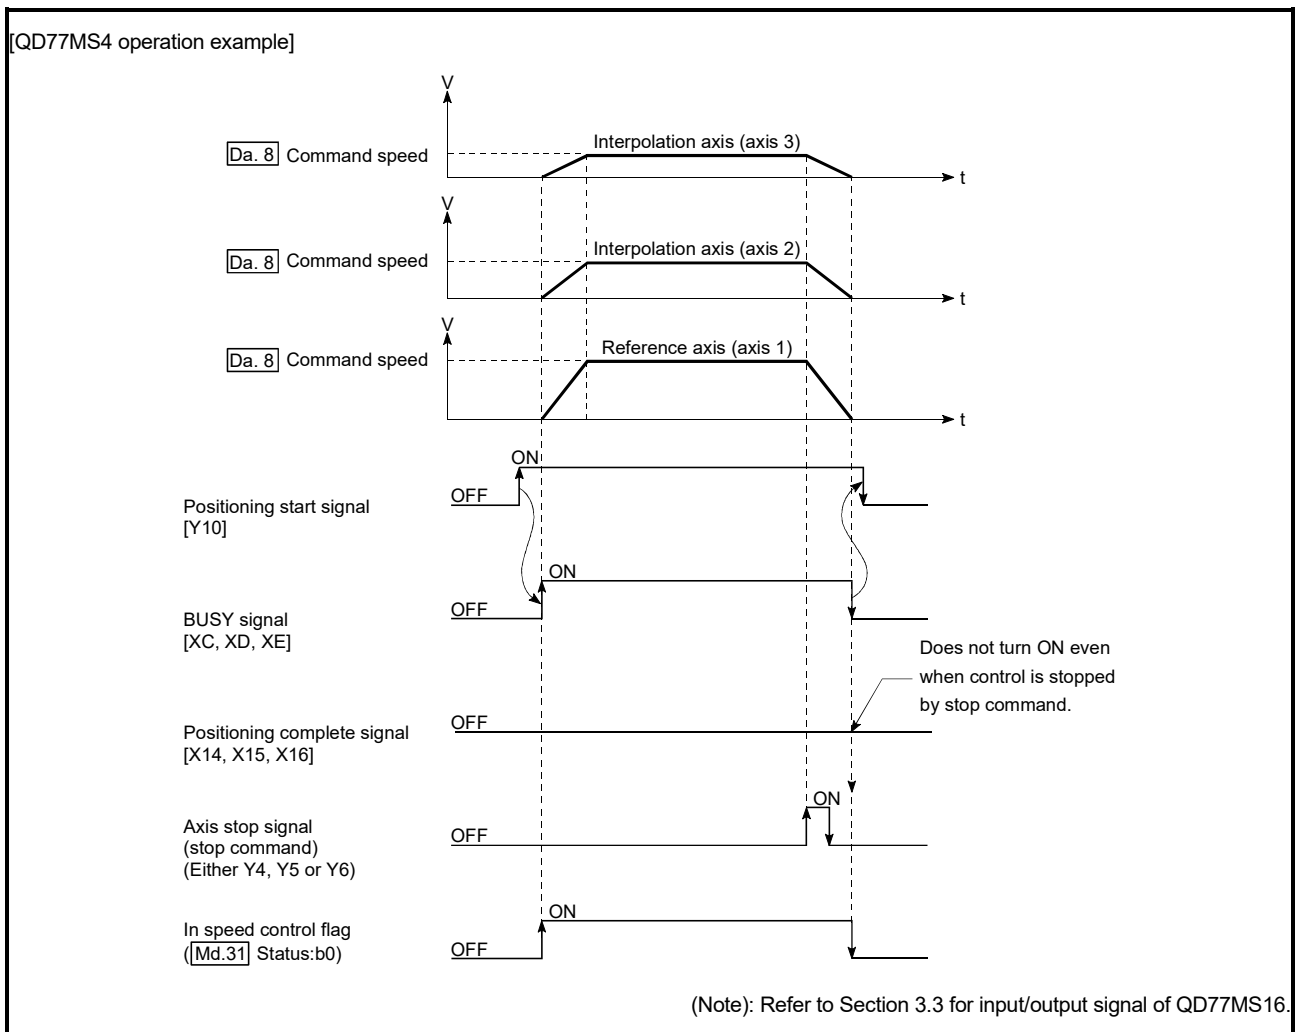 [QD77MS4 operation example]
V
Interpolation axis (axis 3)
Da. 8 Command speed
t
V
Interpolation axis (axis 2)
Da. 8 Command speed
t
V
Reference axis (axis 1)
Da. 8 Command speed
t
ON
OFF
Positioning start signal
[Y10]
ON
OFF
BUSY signal
[XC, XD, XE]
Does not turn ON even
when control is stopped
by stop command.
OFF
Positioning complete signal
[X14, X15, X16]
ON
OFF
Axis stop signal
(stop command)
(Either Y4, Y5 or Y6)
ON
OFF
In speed control flag
(Md.31 Status:b0)
(Note): Refer to Section 3.3 for input/output signal of QD77MS16.